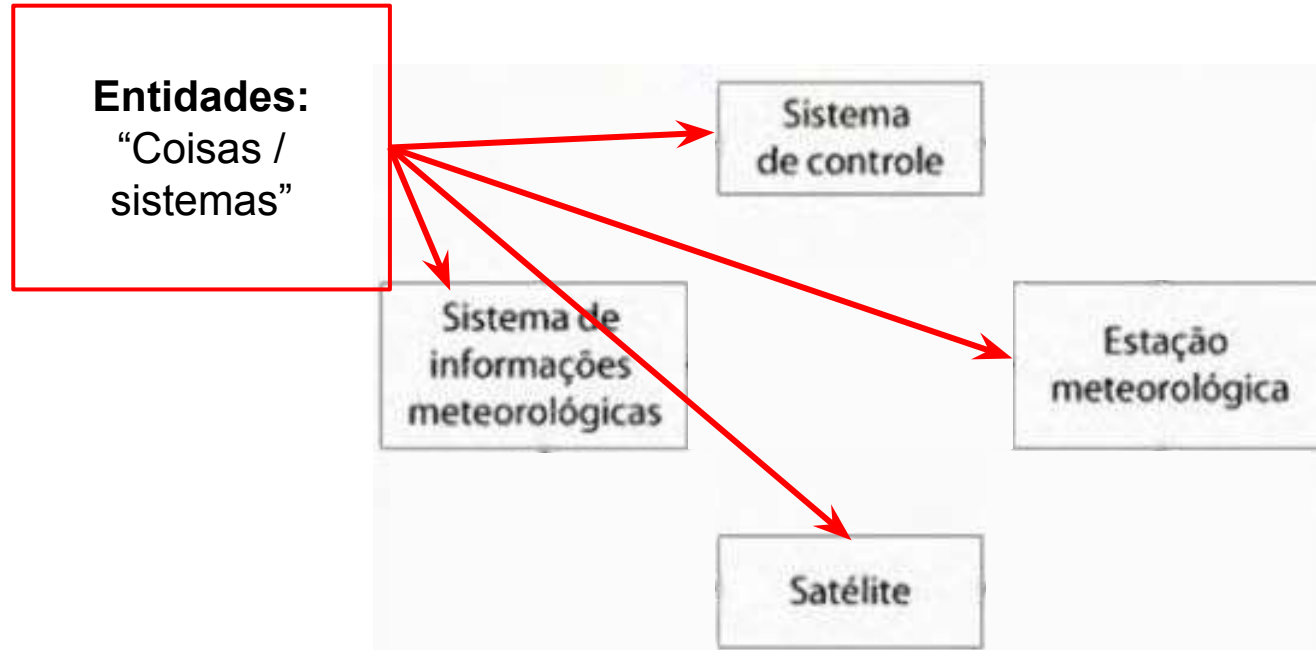 Entidades:
“Coisas /
sistemas”
Sistema
de controle
Sistema de
informações
meteorológicas
Estação
meteorológica
Satélite